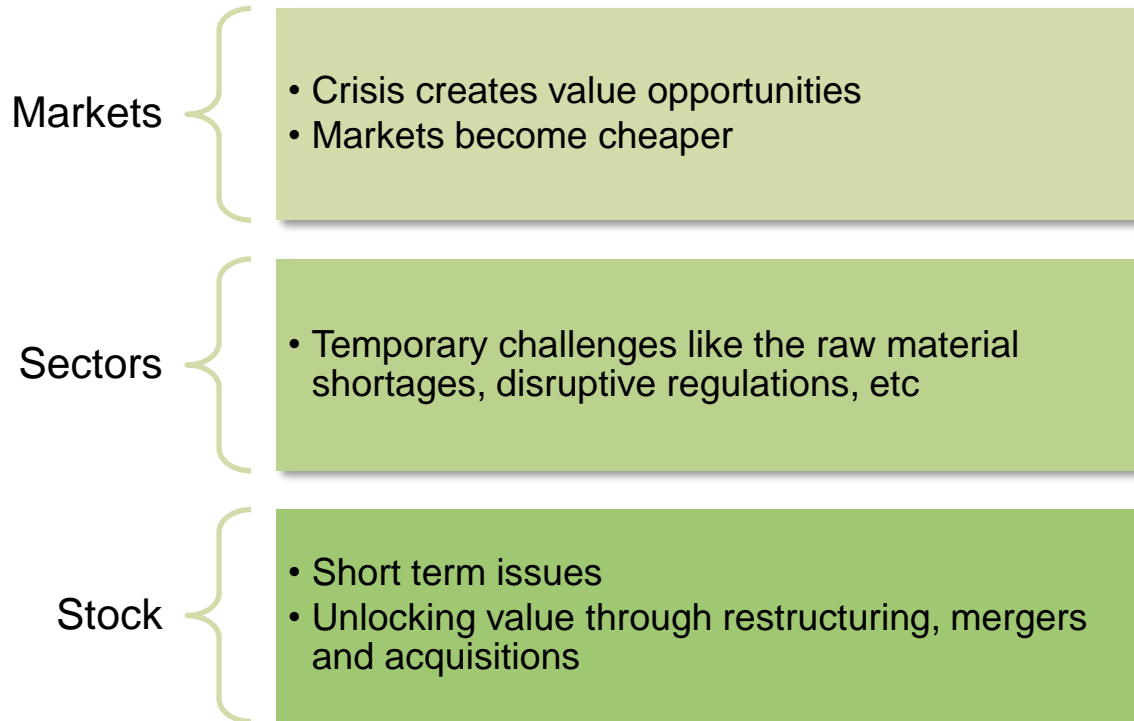 Markets
• Crisis creates value opportunities
• Markets become cheaper
Sectors
• Temporary challenges like the raw material
shortages, disruptive regulations, etc
Stock
• Short term issues
• Unlocking value through restructuring, mergers
and acquisitions